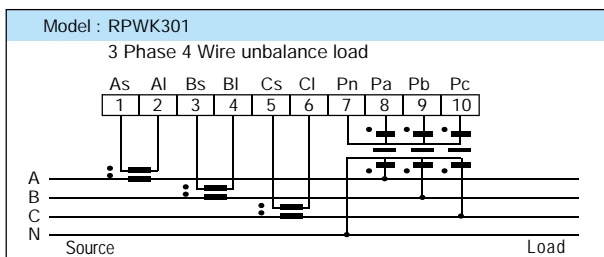 Model : RPWK301
3 Phase 4 Wire unbalance load
As Al Bs Bl Cs Cl Pn Pa Pb Pc
1 2 3 4 5 6 7 8 9 10
A
B
C
N
Source Load